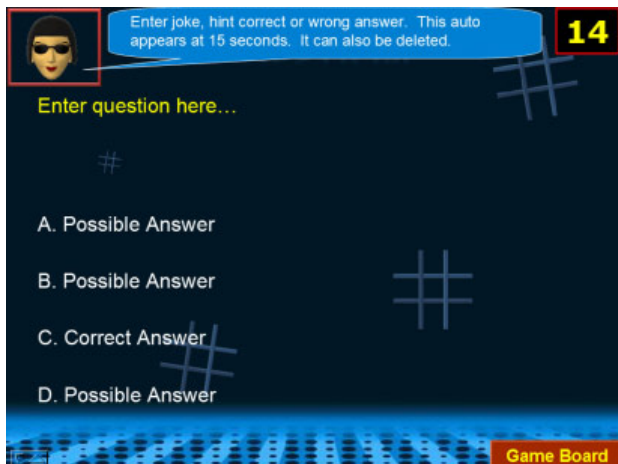 Enter joke, hint correct or wrong answer. This auto
appears at 15 seconds. It can also be deleted.
14
Enter question here…
A. Possible Answer
B. Possible Answer
C. Correct Answer
D. Possible Answer
Game Board